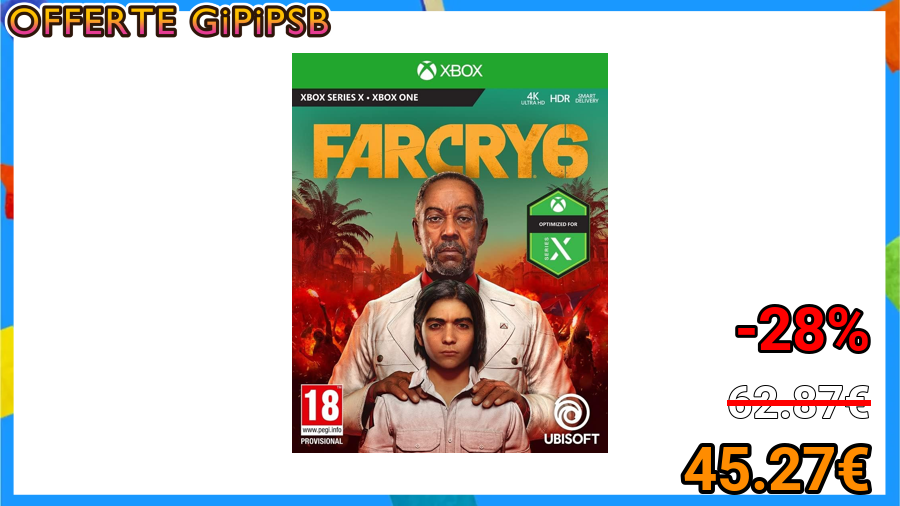 OFFERTE GiPiPSB
XBOX
XBOX SERIES X • XBOX ONE
4K
ULTRA HD
HDR
SMART
DELIVERY
FARCRY6
OPTIMIZED FOR
SERIES
X
18
www.pegi.info
PROVISIONAL
UBISOFT
-28%
62.87€
45.27€